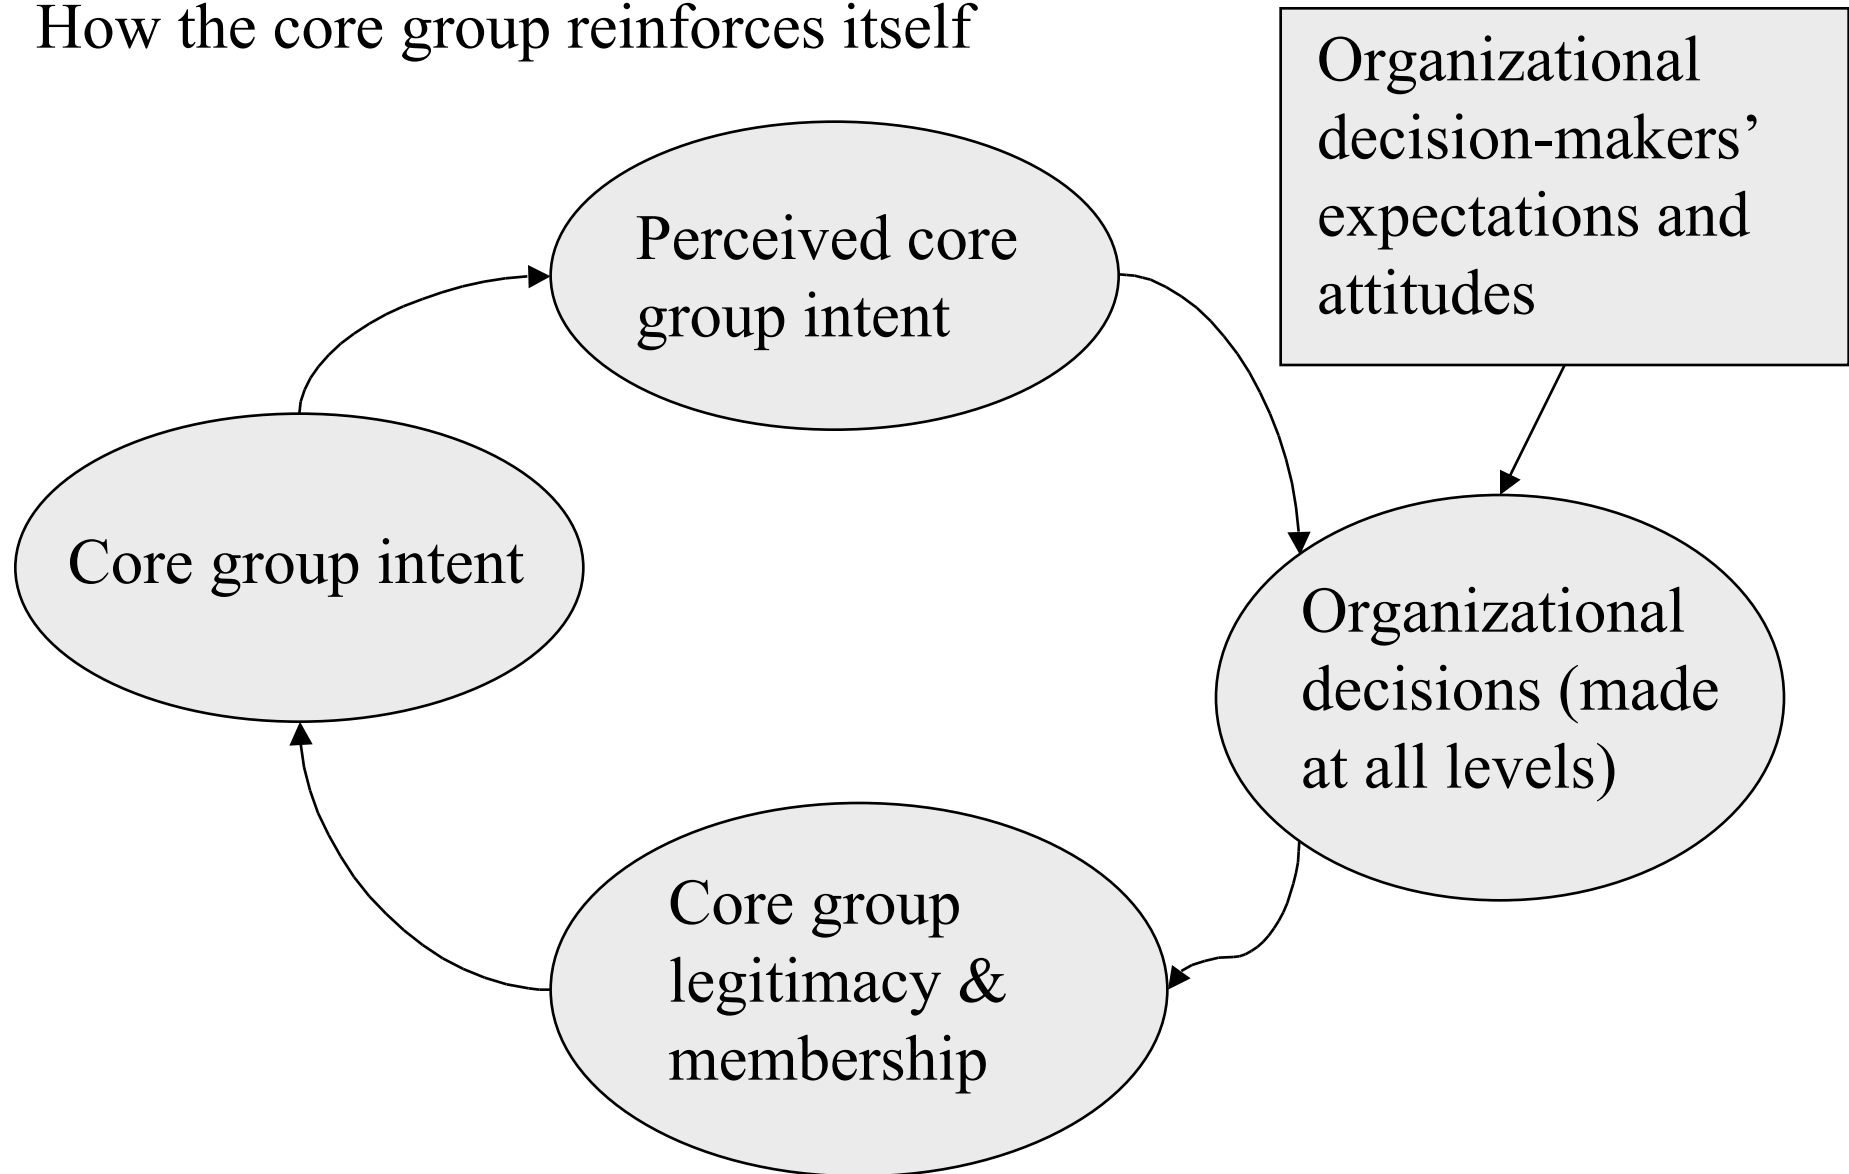 How the core group reinforces itself
Organizational
decision-makers’
expectations and
attitudes
Perceived core
group intent
Core group intent
Organizational
decisions (made
at all levels)
Core group
legitimacy &
membership